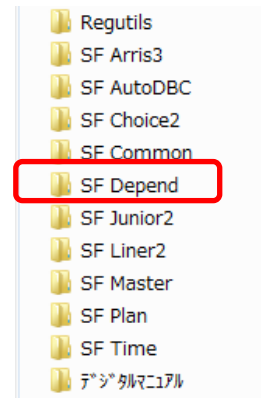 Regutils
SF Arris3
SF AutoDBC
SF Choice2
SF Common
SF Depend
SF Junior2
SF Liner2
SF Master
SF Plan
SF Time
ﾃﾞｼﾞﾀﾙﾏﾆｭｱﾙ